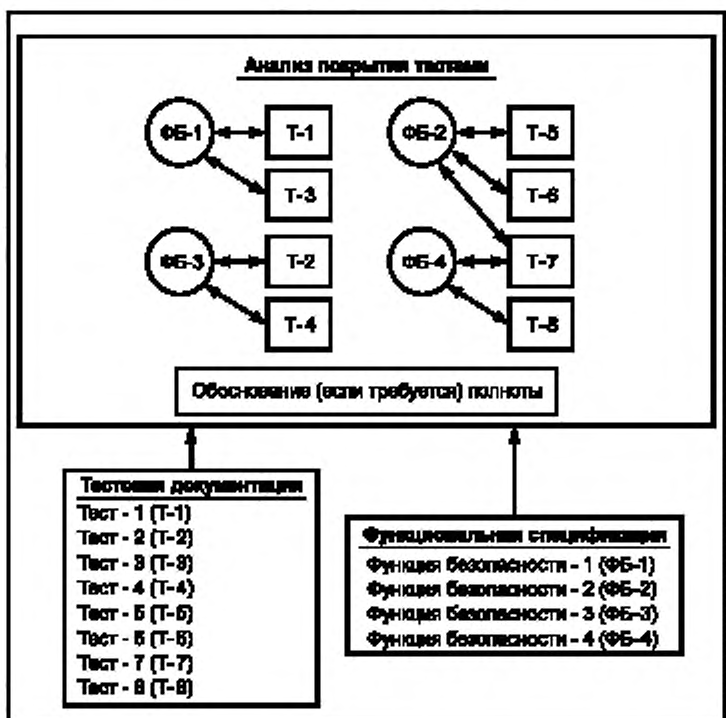 Анализ покрытия тестами
ФБ-1
Т-1
Т-3
ФБ-2
Т-5
Т-6
Т-7
ФБ-3
Т-2
Т-4
ФБ-4
Т-8
Обоснование (если требуется) полноты
Тестовая документация
Тест - 1 (Т-1)
Тест - 2 (Т-2)
Тест - 3 (Т-3)
Тест - 4 (Т-4)
Тест - 5 (Т-5)
Тест - 6 (Т-6)
Тест - 7 (Т-7)
Тест - 8 (Т-8)
Функциональная спецификация
Функция безопасности - 1 (ФБ-1)
Функция безопасности - 2 (ФБ-2)
Функция безопасности - 3 (ФБ-3)
Функция безопасности - 4 (ФБ-4)